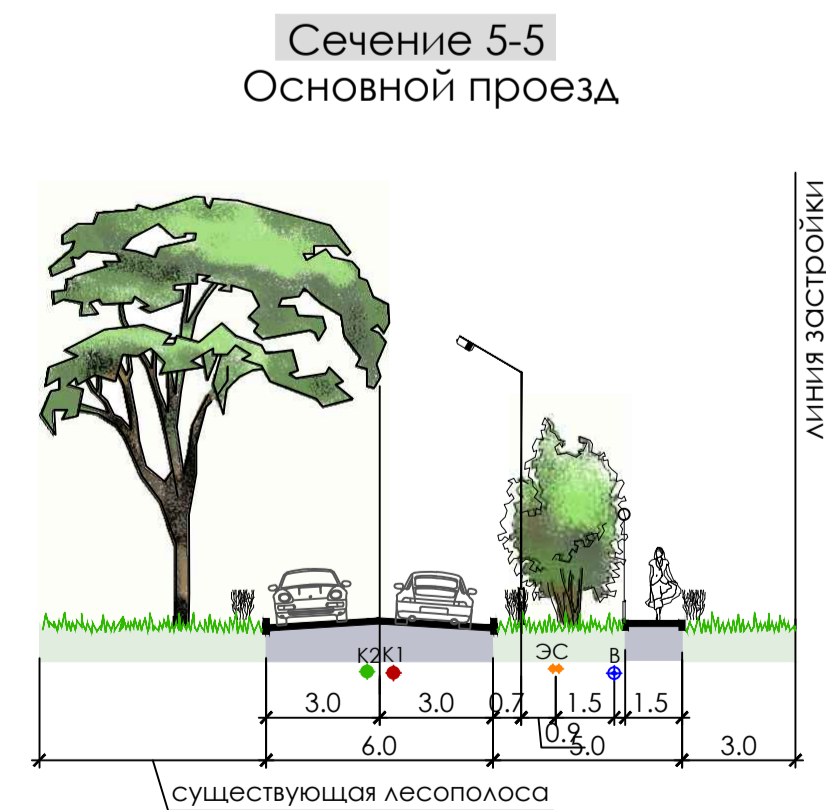 Сечение 5-5
Основной проезд
линия застройки
К2 К1 ЭС В
3.0 3.0 0.7 1.5 1.5
0.9
6.0 5.0 3.0
существующая лесополоса